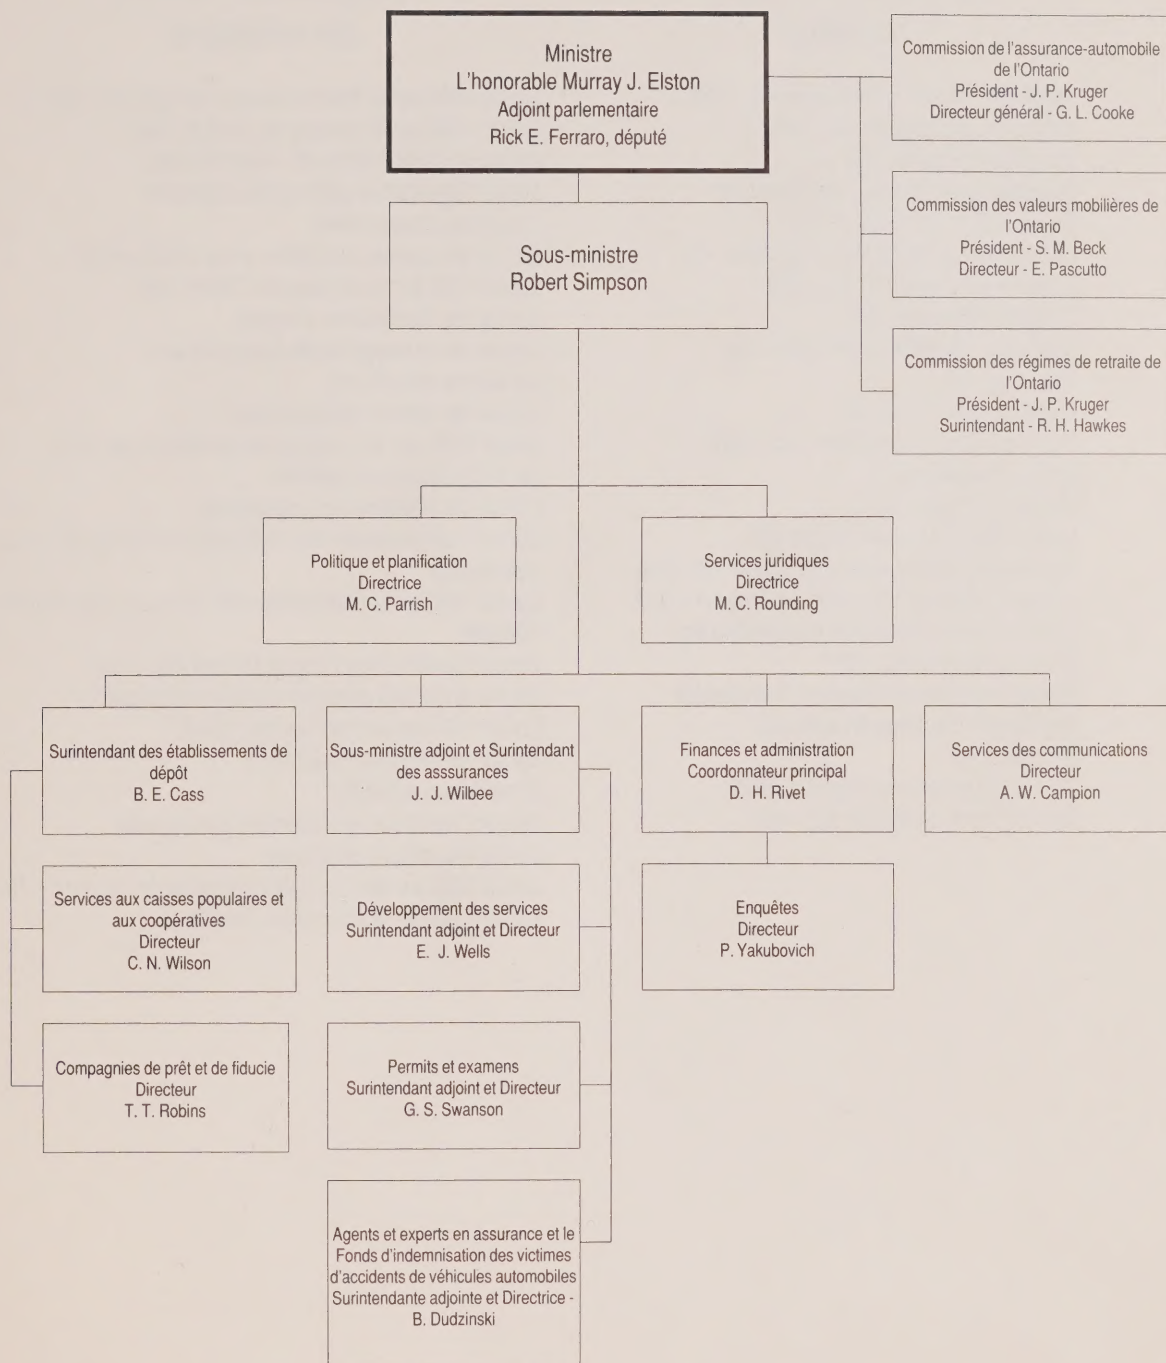 Ministre
L'honorable Murray J. Elston
Adjoint parlementaire
Rick E. Ferraro, député
Commission de l'assurance-automobile
de l'Ontario
Président - J. P. Kruger
Directeur général - G. L. Cooke
Commission des valeurs mobilières de
l'Ontario
Président - S. M. Beck
Directeur - E. Pascutto
Sous-ministre
Robert Simpson
Commission des régimes de retraite de
l'Ontario
Président - J. P. Kruger
Surintendant - R. H. Hawkes
Politique et planification
Directrice
M. C. Parrish
Services juridiques
Directrice
M. C. Rounding
Surintendant des établissements de
dépôt
B. E. Cass
Sous-ministre adjoint et Surintendant
des asssurances
J. J. Wilbee
Finances et administration
Coordonnateur principal
D. H. Rivet
Services des communications
Directeur
A. W. Campion
Services aux caisses populaires et
aux coopératives
Directeur
C. N. Wilson
Développement des services
Surintendant adjoint et Directeur
E. J. Wells
Enquêtes
Directeur
P. Yakubovich
Compagnies de prêt et de fiducie
Directeur
T. T. Robins
Permits et examens
Surintendant adjoint et Directeur
G. S. Swanson
Agents et experts en assurance et le
Fonds d'indemnisation des victimes
d'accidents de véhicules automobiles
Surintendante adjointe et Directrice -
B. Dudzinski